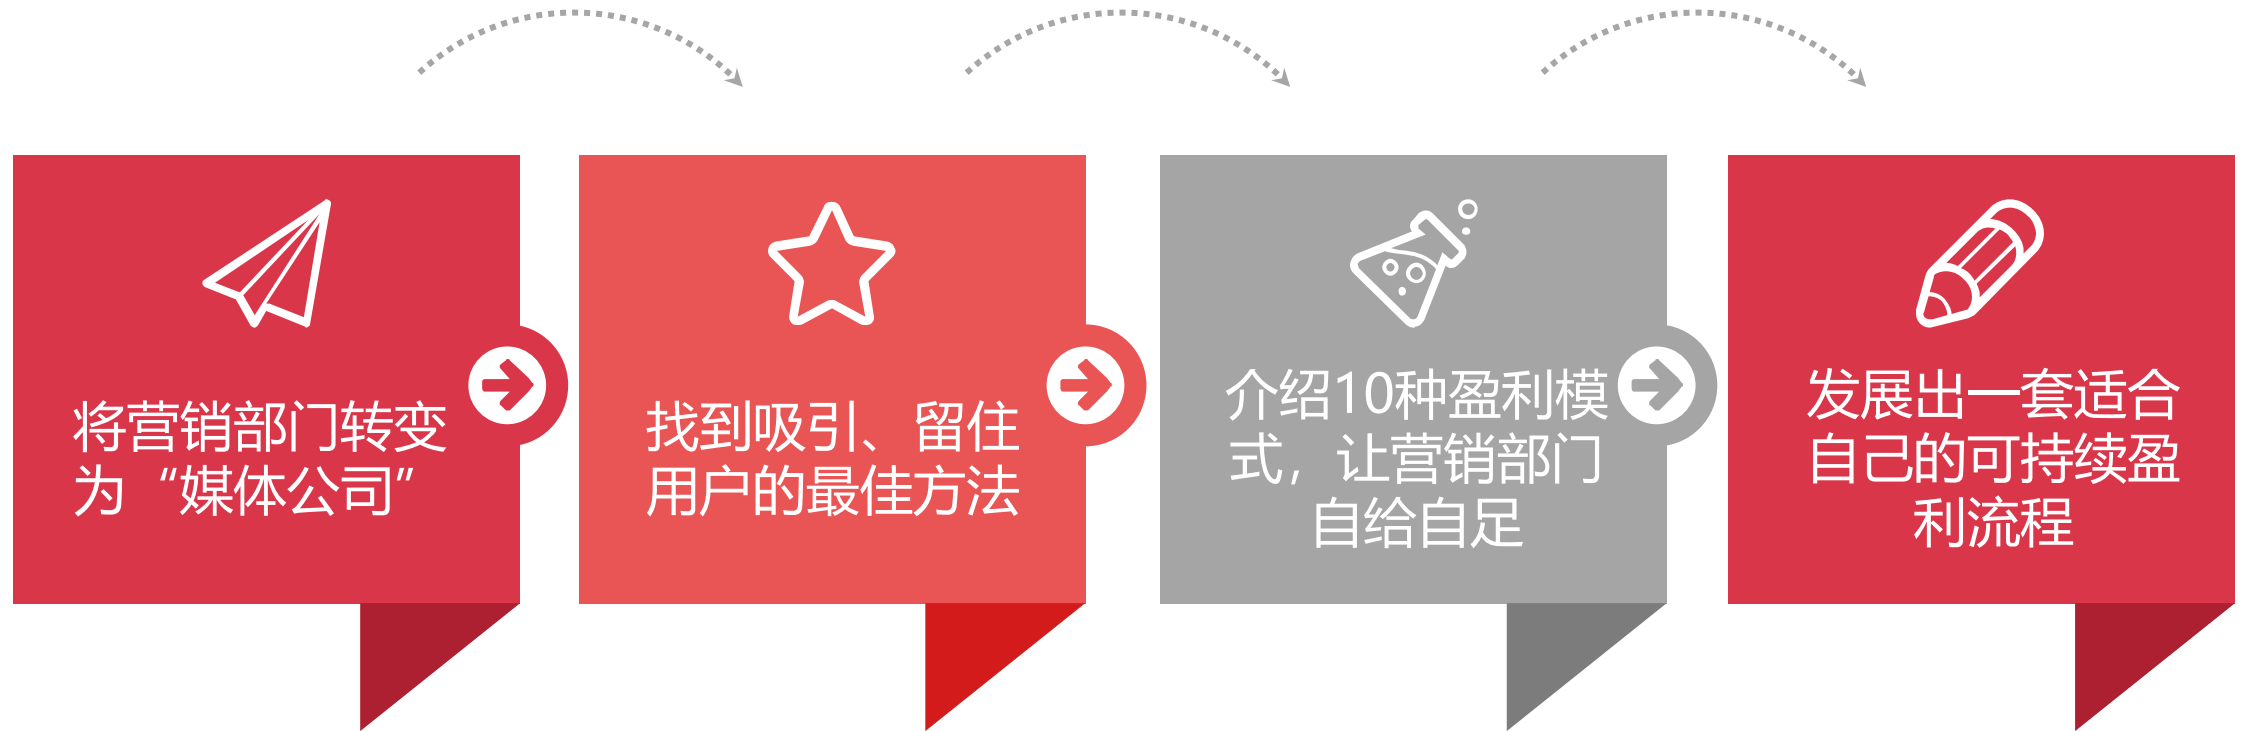 将营销部门转变
为“媒体公司”
找到吸引、留住
用户的最佳方法
介绍10种盈利模
式，让营销部门
自给自足
发展出一套适合
自己的可持续盈
利流程